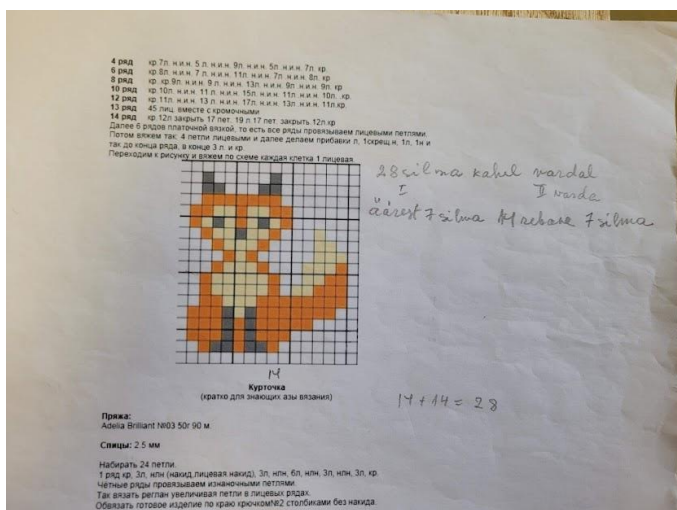 4 ряд кр.7л. н.и.н. 5 л. н.и.н. 9л. н.и.н. 5л. н.и.н. 7л. кр.
6 ряд кр.8л. н.и.н. 7 л. н.и.н. 11л. н.и.н. 7л. н.и.н. 8л. кр
8 ряд кр. кр.9л. н.и.н. 9 л. н.и.н. 13л. н.и.н. 9л. н.и.н. 9л. кр
10 ряд кр.10л. н.и.н. 11 л. н.и.н. 15л. н.и.н. 11л. н.и.н. 10л. .кр.
12 ряд кр.11л. н.и.н. 13 л. н.и.н. 17л. н.и.н. 13л. н.и.н. 11л.кр.
13 ряд 45 лиц. вместе с кромочными
14 ряд кр.12л закрыть 17 пет. 19 л.17 пет. закрыть 12л.кр
Далее 6 рядов платочной вязкой, то есть все ряды провязываем лицевыми петлями.
Потом вяжем так: 4 петли лицевыми и далее делаем прибавки л, 1скрещ.н, 1л, 1н и
так до конца ряда, в конце 3 л. и кр.
Переходим к рисунку и вяжем по схеме каждая клетка 1 лицевая
28 silma kahel vardal
I II varda
äärest 7 silma 14 rebane 7 silma
14
Курточка
(кратко для знающих азы вязания)
14 + 14 = 28
Пряжа:
Adelia Brilliant №03 50г 90 м
Спицы: 2.5 мм
Набирать 24 петли.
1 ряд кр, 3л, нлн (накид,лицевая накид), 3л, нлн, 6л, нлн, 3л, нлн, 3л, кр.
Чётные ряды провязываем изнаночными петлями.
Так вязать реглан увеличивая петли в лицевых рядах.
Обвязать готовое изделие по краю крючком№2 столбиками без накида.